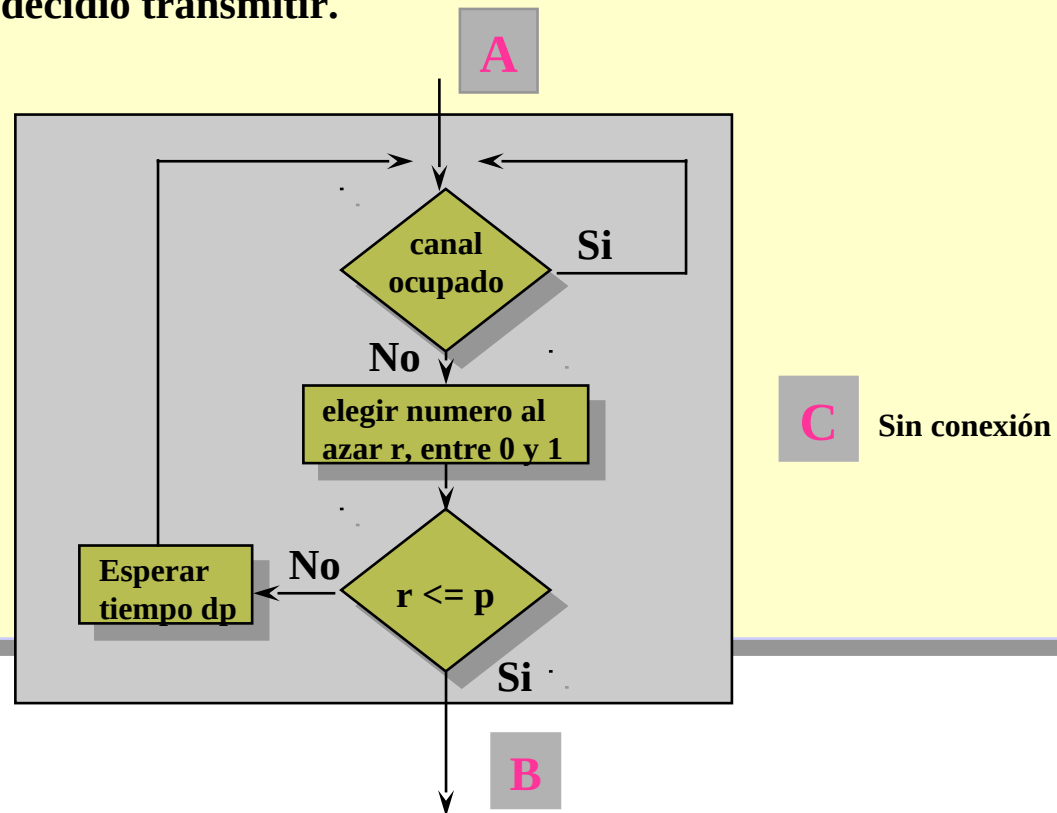 decidió transmitir.
A
canal
ocupado
Si
No
elegir numero al
azar r, entre 0 y 1
C
Sin conexión
Esperar
tiempo dp
No
r <= p
Si
B